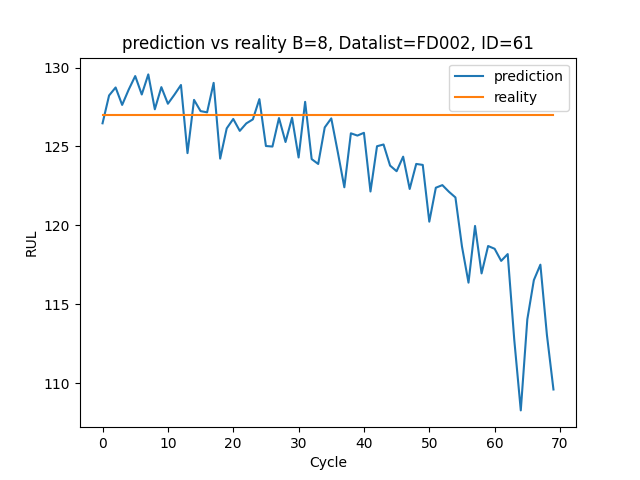 prediction vs reality B=8, Datalist=FD002, ID=61
prediction
reality
130
125
120
115
110
RUL
0 10 20 30 40 50 60 70
Cycle